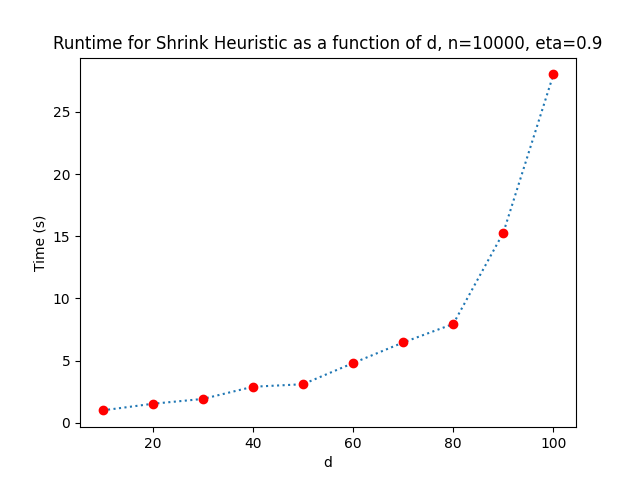 Runtime for Shrink Heuristic as a function of d, n=10000, eta=0.9
25
20
15
10
5
0
Time (s)
20 40 60 80 100
d